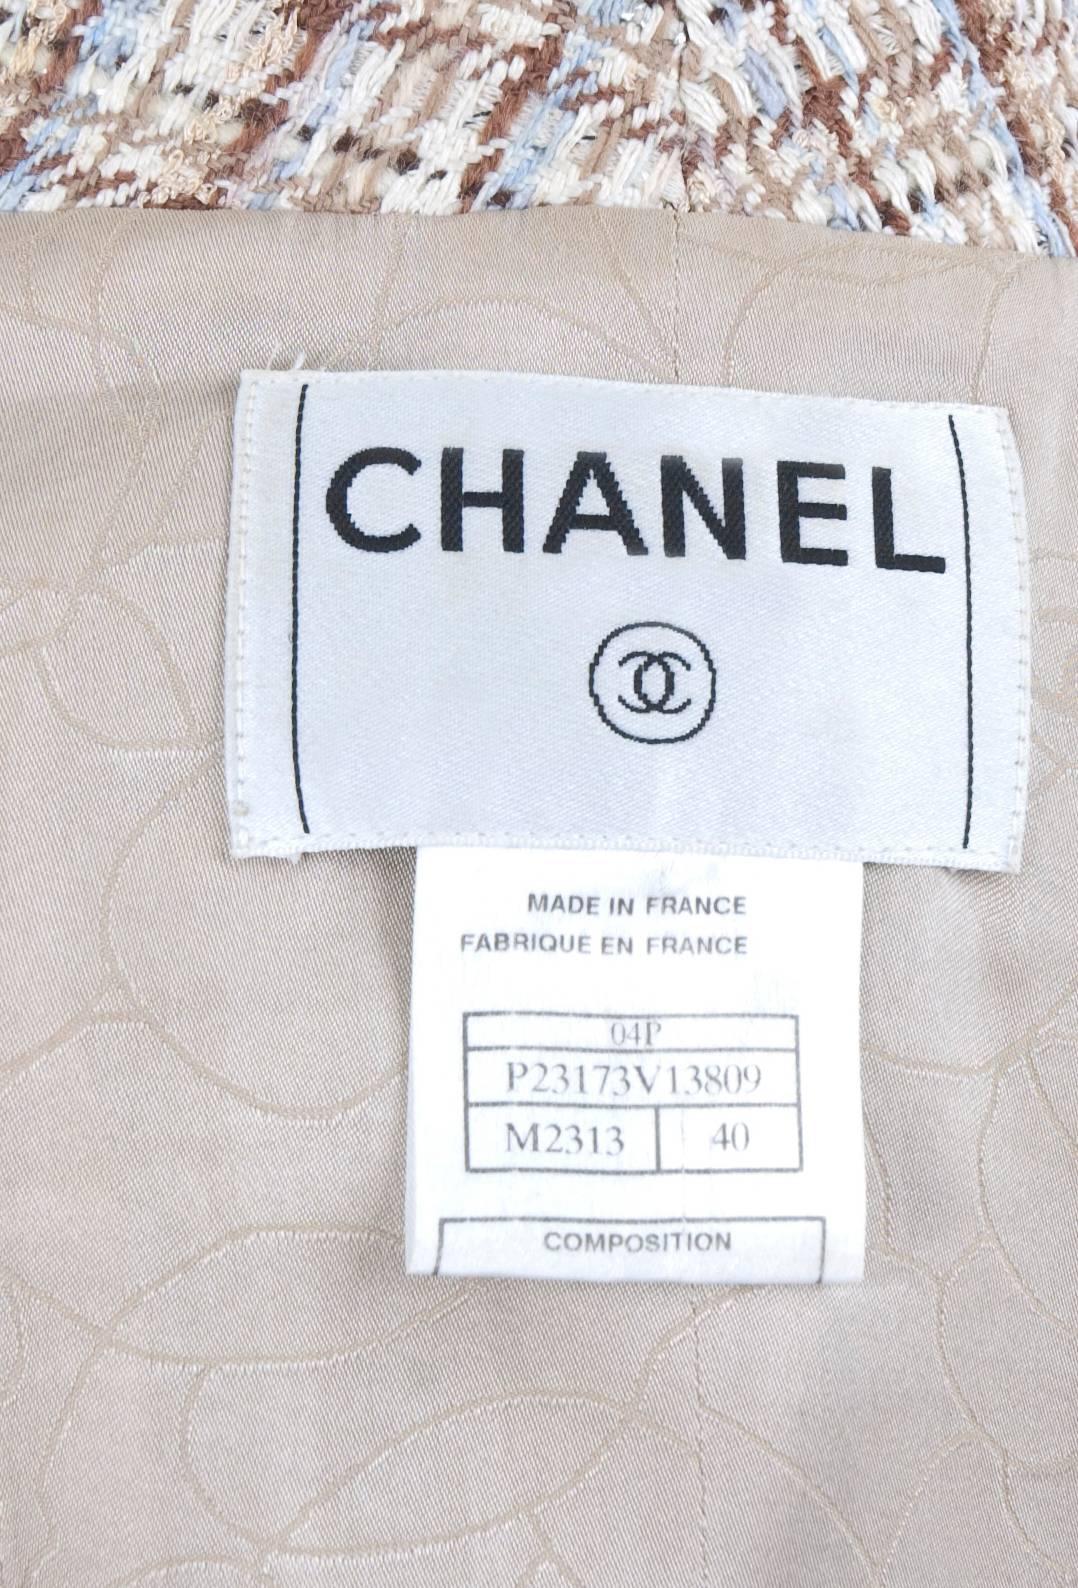 CHANEL
MADE IN FRANCE
FABRIQUE EN FRANCE
04P
P23173V13809
M2313 40
COMPOSITION